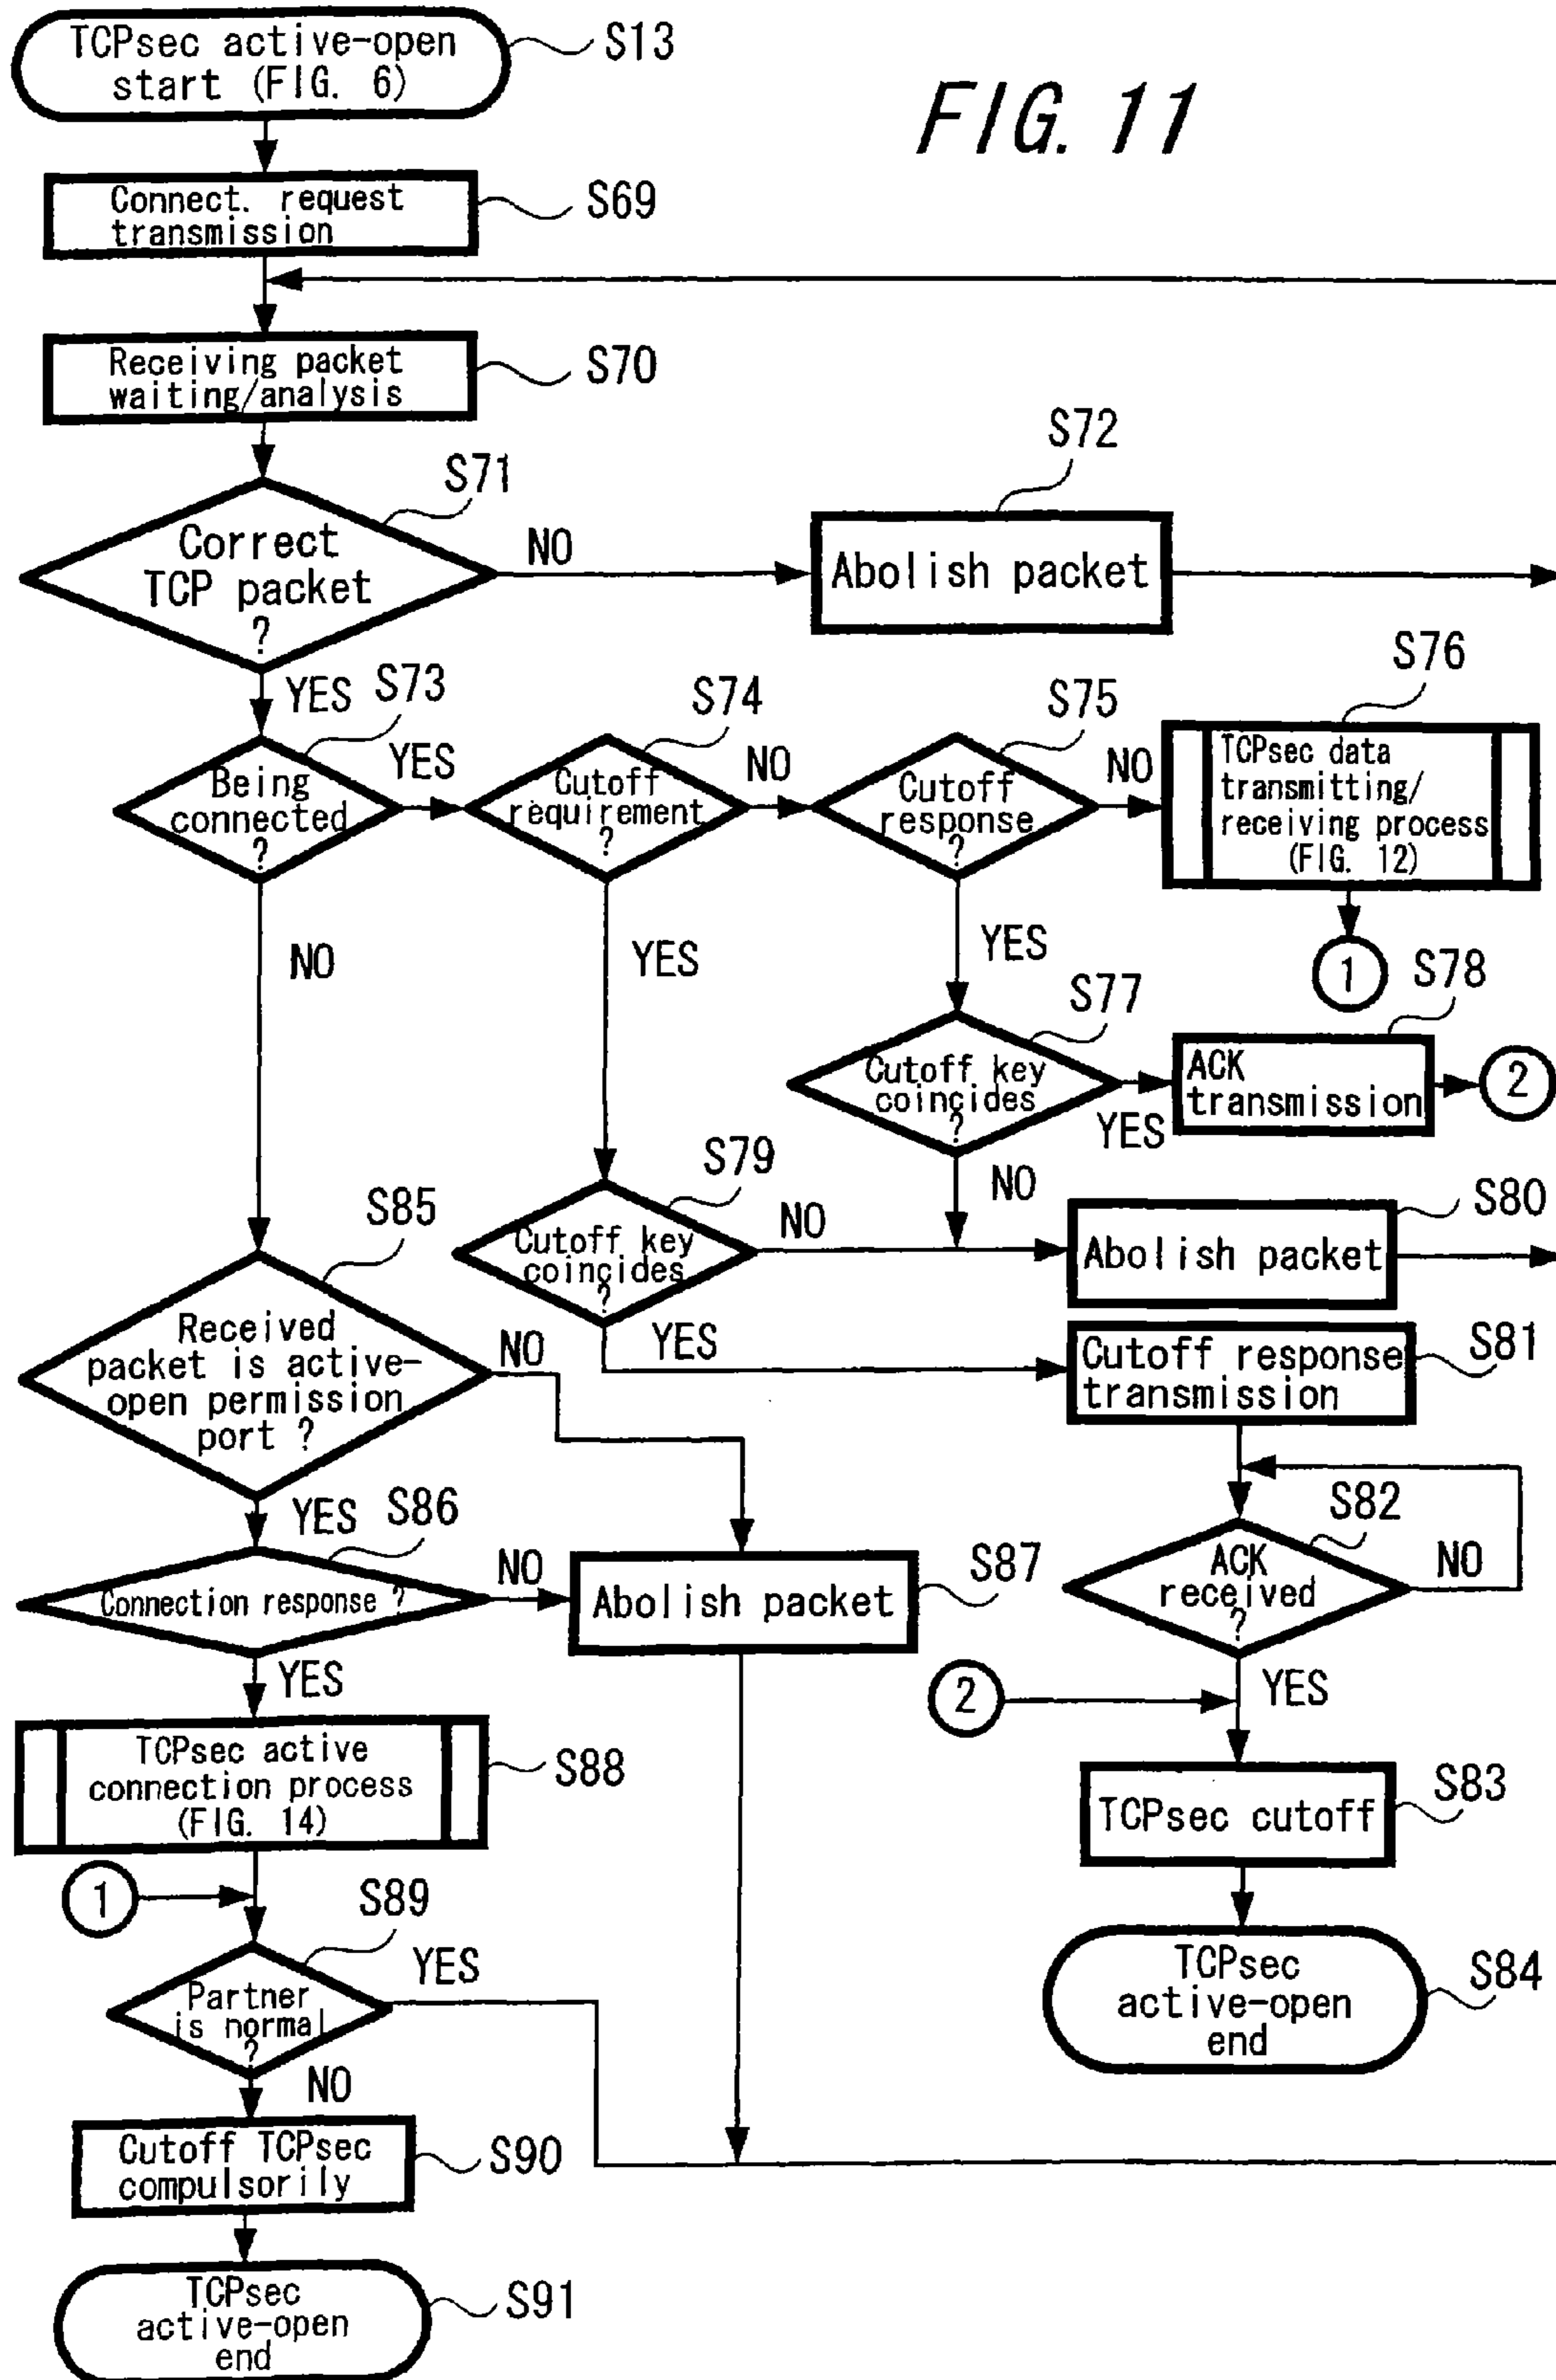 FIG. 11
TCPsec active-open
start (FIG. 6)
S13
Connect. request
transmission
S69
Receiving packet
waiting/analysis
S70
Correct
TCP packet
?
S71
NO
YES
Abolish packet
S72
Being
connected
?
S73
YES
NO
Cutoff
requirement
?
S74
NO
YES
Cutoff
response
?
S75
NO
YES
TCPsec data
transmitting/
receiving process
(FIG. 12)
S76
1
Cutoff key
coincides
?
S77
YES
NO
ACK
transmission
S78
2
Cutoff key
coincides
?
S79
NO
YES
Abolish packet
S80
Cutoff response
transmission
S81
ACK
received
?
S82
NO
YES
2
TCPsec cutoff
S83
TCPsec
active-open
end
S84
Received
packet is active-
open permission
port ?
S85
NO
YES
Connection response ?
S86
NO
YES
Abolish packet
S87
TCPsec active
connection process
(FIG. 14)
S88
1
Partner
is normal
?
S89
YES
NO
Cutoff TCPsec
compulsorily
S90
TCPsec
active-open
end
S91